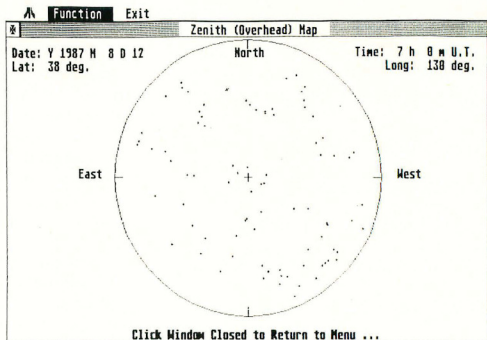 Function Exit
Zenith (Overhead) Map
Date: Y 1987 M 8 D 12
Time: 7 h 0 m U.T.
Lat: 38 deg.
Long: 130 deg.
North
East
West
Click Window Closed to Return to Menu ...